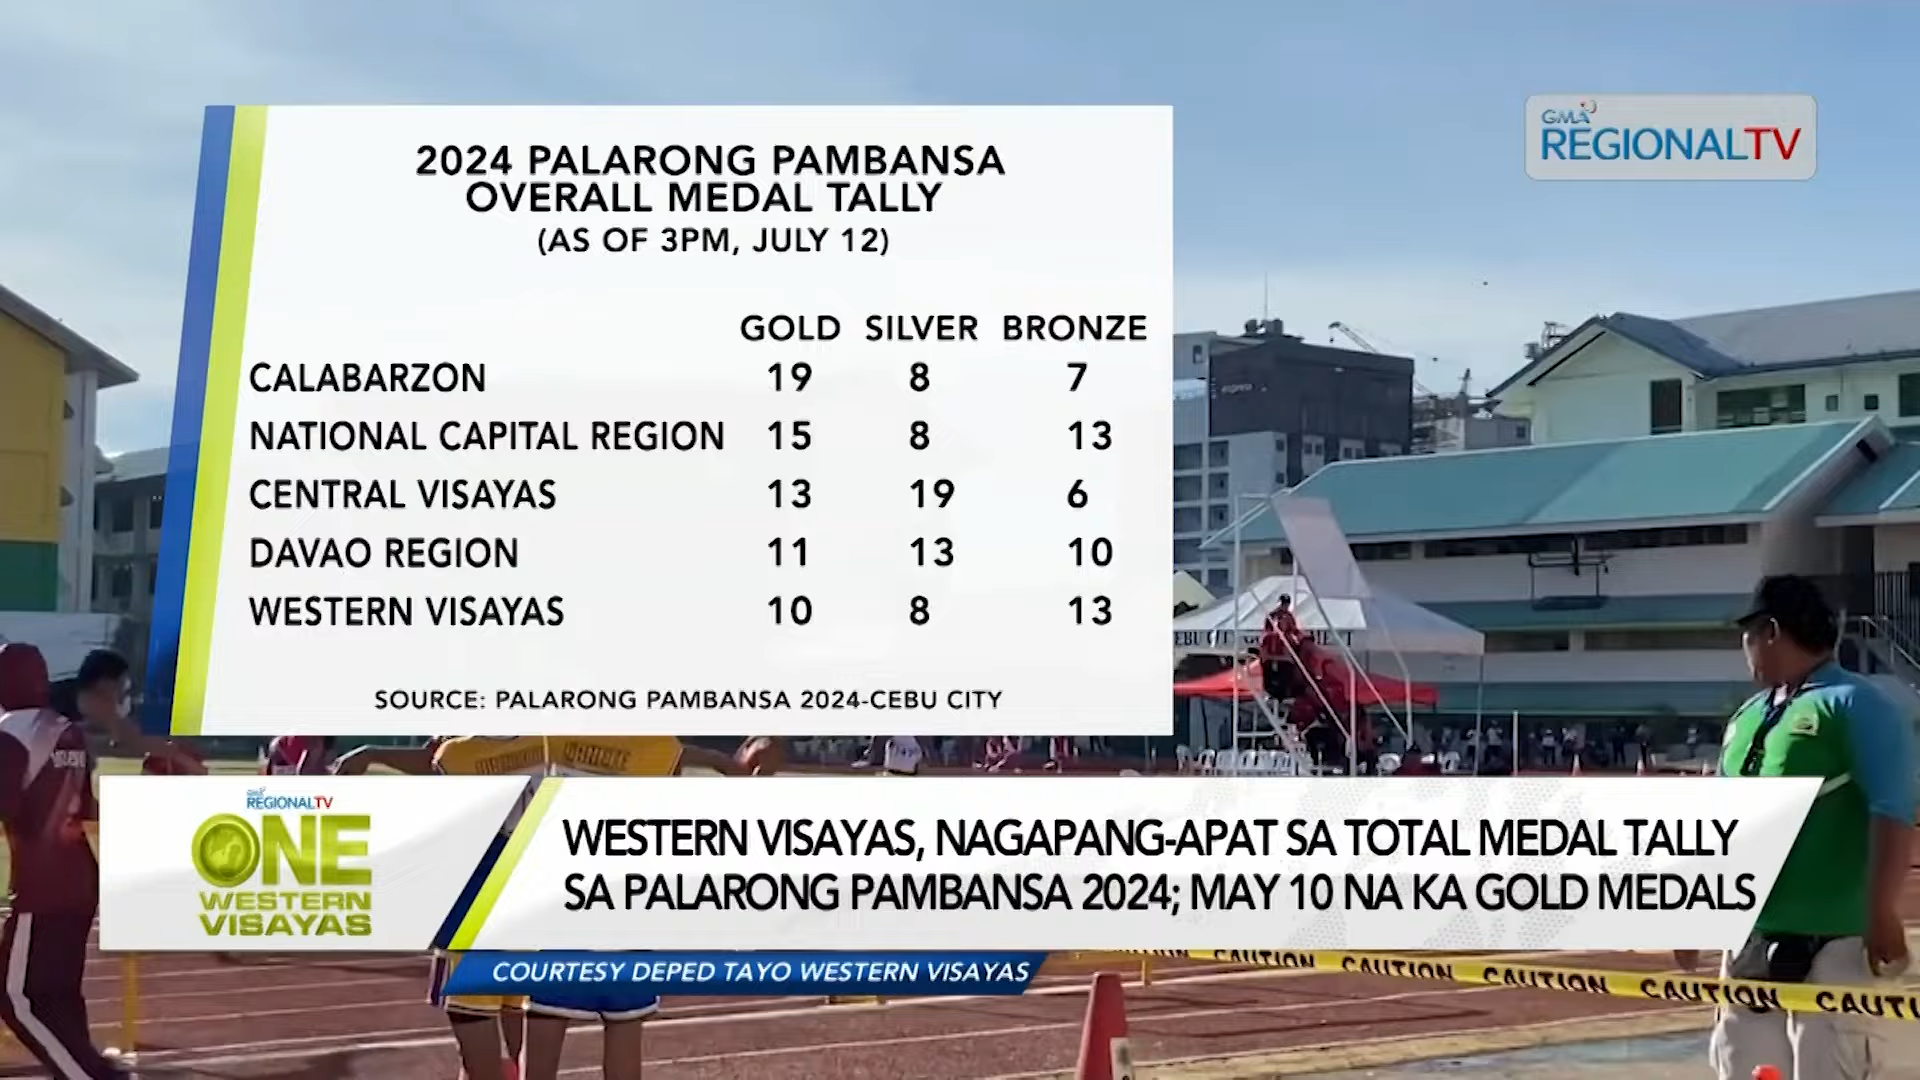 GMA
REGIONALTV
2024 PALARONG PAMBANSA
OVERALL MEDAL TALLY
(AS OF 3PM, JULY 12)
GOLD SILVER BRONZE
CALABARZON 19 8 7
NATIONAL CAPITAL REGION 15 8 13
CENTRAL VISAYAS 13 19 6
DAVAO REGION 11 13 10
WESTERN VISAYAS 10 8 13
SOURCE: PALARONG PAMBANSA 2024-CEBU CITY
GMA
REGIONALTV
ONE
WESTERN
VISAYAS
WESTERN VISAYAS, NAGAPANG-APAT SA TOTAL MEDAL TALLY
SA PALARONG PAMBANSA 2024; MAY 10 NA KA GOLD MEDALS
COURTESY DEPED TAYO WESTERN VISAYAS
CAUTION CAUTION CAUTION CAUTION CAUTI